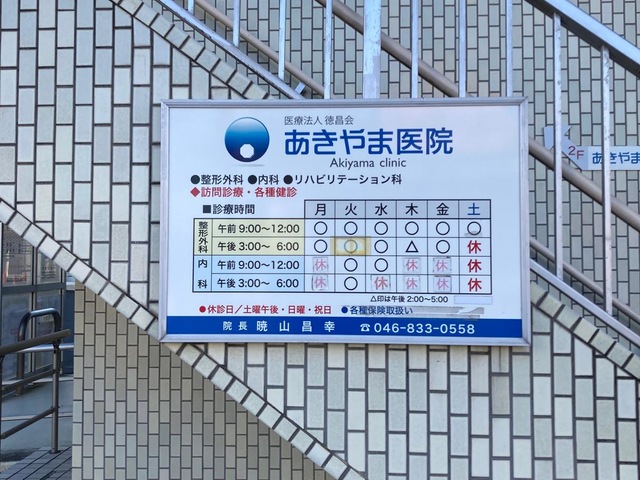 医療法人 徳昌会
あきやま医院
Akiyama clinic
●整形外科 ●内科 ●リハビリテーション科
◆訪問診療・各種健診
■診療時間 月 火 水 木 金 土
整形外科 午前 9:00〜12:00 ○ ○ ○ ○ ○ ○
午後 3:00〜 6:00 ○ ○ ○ △ ○ 休
内科 午前 9:00〜12:00 休 ○ ○ 休 休 休
午後 3:00〜 6:00 休 ○ 休 休 休 休
△印は午後 2:00〜5:00
●休診日/土曜午後・日曜・祝日 ●各種保険取扱い
院長 暁山昌幸 ☎046-833-0558
2F あきやま